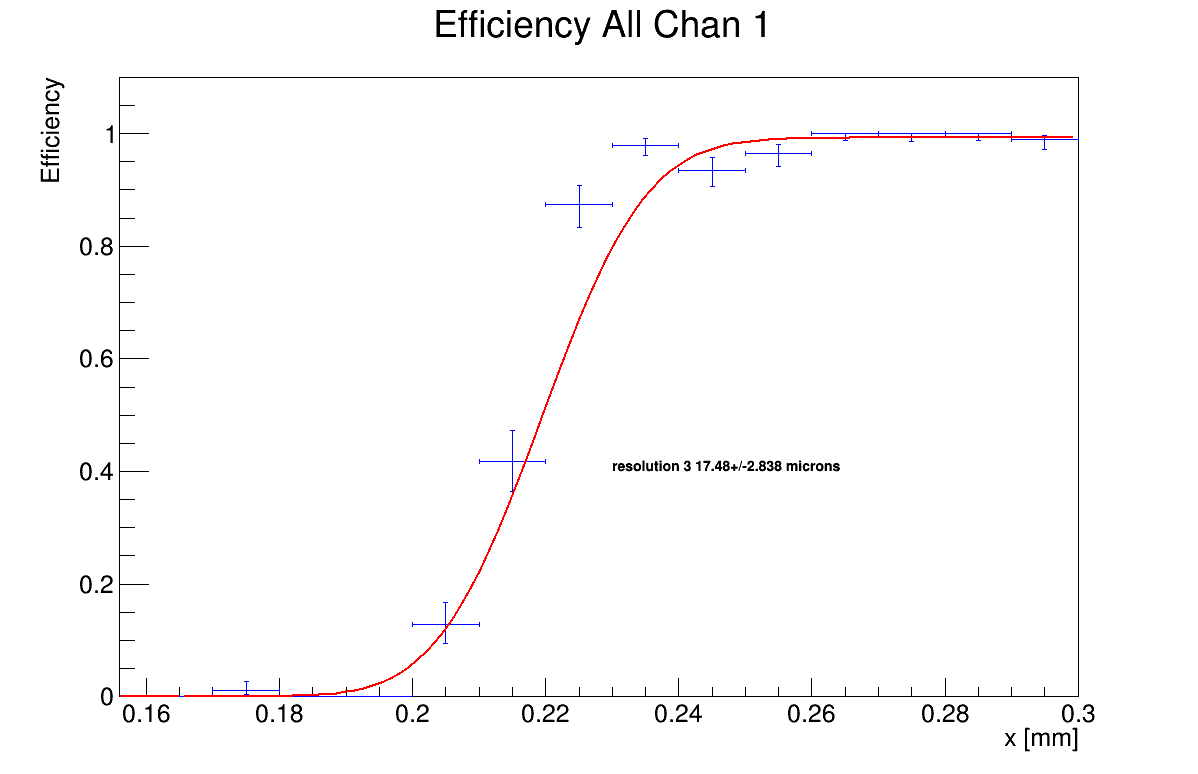 Efficiency All Chan 1
Efficiency
1
0.8
0.6
0.4
0.2
0
resolution 3 17.48+/-2.838 microns
0.16 0.18 0.2 0.22 0.24 0.26 0.28 0.3
x [mm]